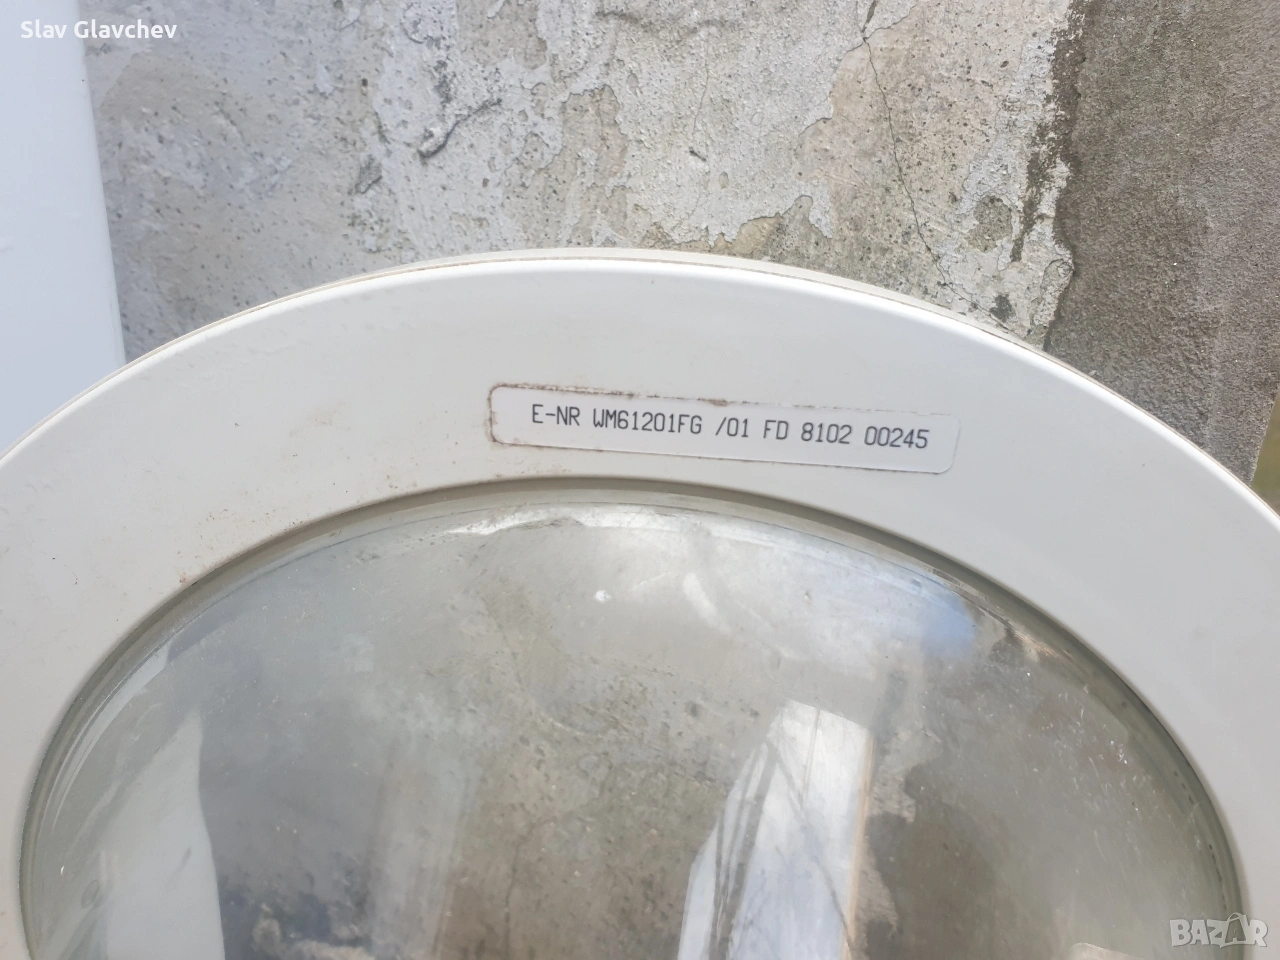 Slav Glavchev
E-NR WM61201FG /01 FD 8102 00245
BAZAR